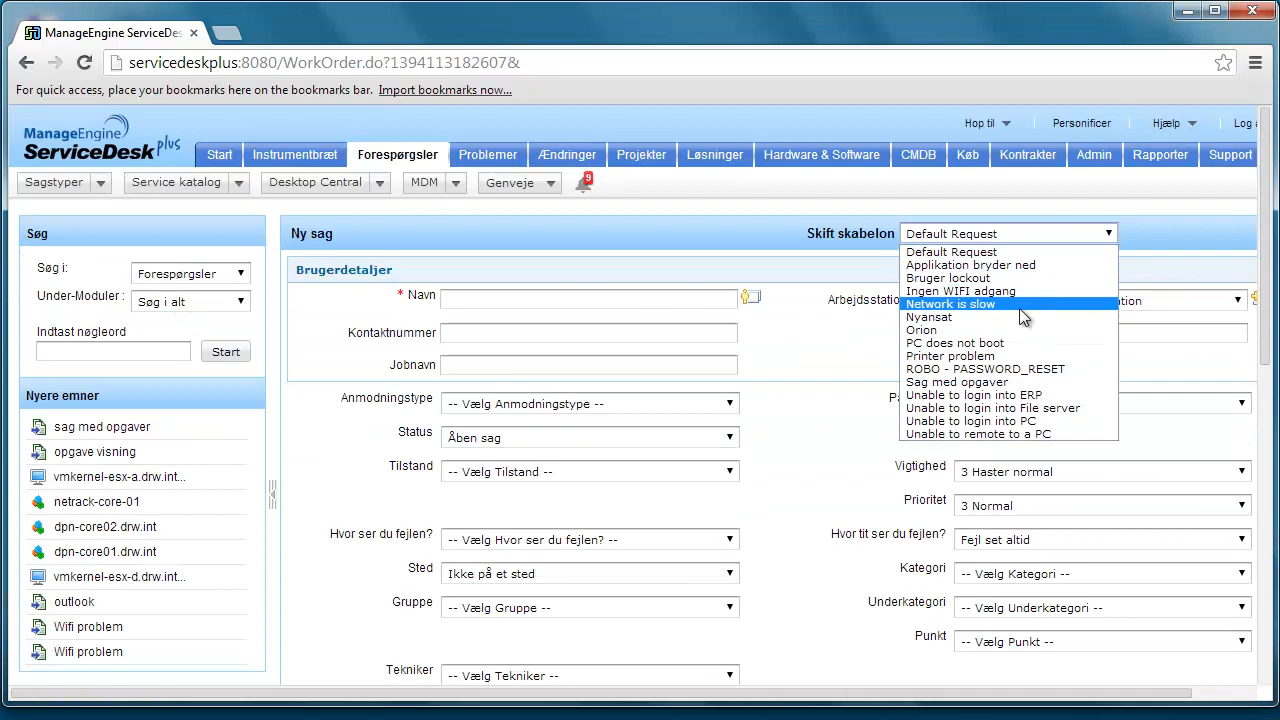 ManageEngine ServiceDes
servicedeskplus:8080/WorkOrder.do?1394113182607&
For quick access, place your bookmarks here on the bookmarks bar. Import bookmarks now...
ManageEngine
ServiceDesk plus
Hop til
Personificer
Hjælp
Log
Start
Instrumentbræt
Forespørgsler
Problemer
Ændringer
Projekter
Løsninger
Hardware & Software
CMDB
Køb
Kontrakter
Admin
Rapporter
Support
Sagstyper
Service katalog
Desktop Central
MDM
Genveje
9
Søg
Søg i:
Forespørgsler
Under-Moduler :
Søg i alt
Indtast nøgleord
Start
Nyere emner
sag med opgaver
opgave visning
vmkernel-esx-a.drw.int...
netrack-core-01
dpn-core02.drw.int
dpn-core01.drw.int
vmkernel-esx-d.drw.int...
outlook
Wifi problem
Wifi problem
Ny sag
Skift skabelon
Default Request
Default Request
Applikation bryder ned
Bruger lockout
Ingen WIFI adgang
Network is slow
Nyansat
Orion
PC does not boot
Printer problem
ROBO - PASSWORD_RESET
Sag med opgaver
Unable to login into ERP
Unable to login into File server
Unable to login into PC
Unable to remote to a PC
Brugerdetaljer
* Navn
Arbejdsstati
tion
Kontaktnummer
Jobnavn
Anmodningstype
-- Vælg Anmodningstype --
Status
Åben sag
Tilstand
-- Vælg Tilstand --
Vigtighed
3 Haster normal
Prioritet
3 Normal
Hvor ser du fejlen?
-- Vælg Hvor ser du fejlen? --
Hvor tit ser du fejlen?
Fejl set altid
Sted
Ikke på et sted
Kategori
-- Vælg Kategori --
Gruppe
-- Vælg Gruppe --
Underkategori
-- Vælg Underkategori --
Punkt
-- Vælg Punkt --
Tekniker
-- Vælg Tekniker --